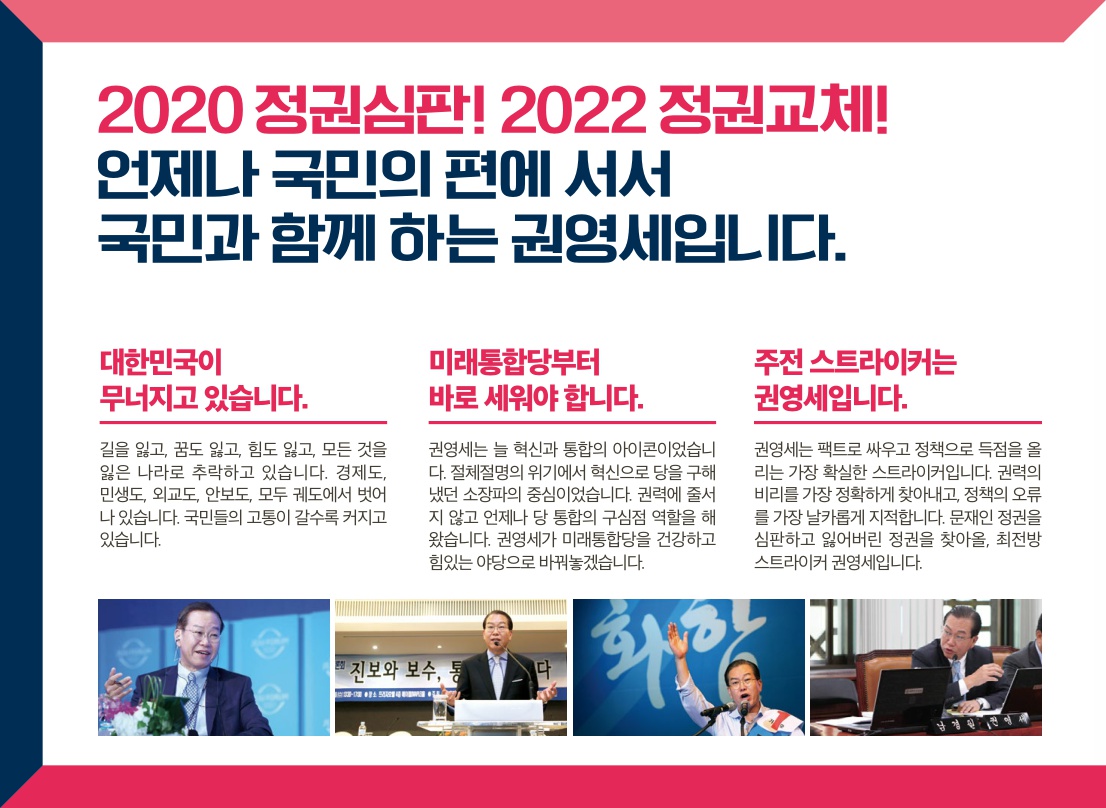 2020 정권심판! 2022 정권교체!
언제나 국민의 편에 서서
국민과 함께 하는 권영세입니다.
대한민국이
무너지고 있습니다.
길을 잃고, 꿈도 잃고, 힘도 잃고, 모든 것을
잃은 나라로 추락하고 있습니다. 경제도,
민생도, 외교도, 안보도, 모두 궤도에서 벗어
나 있습니다. 국민들의 고통이 갈수록 커지고
있습니다.
미래통합당부터
바로 세워야 합니다.
권영세는 늘 혁신과 통합의 아이콘이었습니
다. 절체절명의 위기에서 혁신으로 당을 구해
냈던 소장파의 중심이었습니다. 권력에 줄서
지 않고 언제나 당 통합의 구심점 역할을 해
왔습니다. 권영세가 미래통합당을 건강하고
힘있는 야당으로 바꿔놓겠습니다.
주전 스트라이커는
권영세입니다.
권영세는 팩트로 싸우고 정책으로 득점을 올
리는 가장 확실한 스트라이커입니다. 권력의
비리를 가장 정확하게 찾아내고, 정책의 오류
를 가장 날카롭게 지적합니다. 문재인 정권을
심판하고 잃어버린 정권을 찾아올, 최전방
스트라이커 권영세입니다.
진보와 보수, 통 다
화합
남경필 권영세